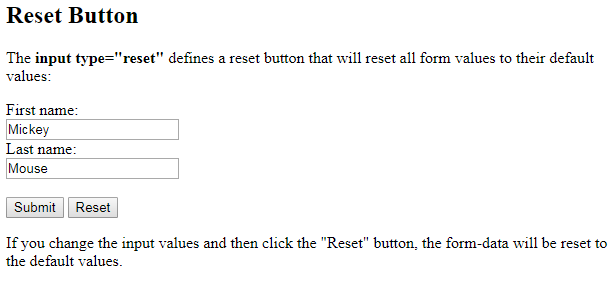 Reset Button
The input type="reset" defines a reset button that will reset all form values to their default
values:
First name:
Mickey
Last name:
Mouse
Submit Reset
If you change the input values and then click the "Reset" button, the form-data will be reset to
the default values.